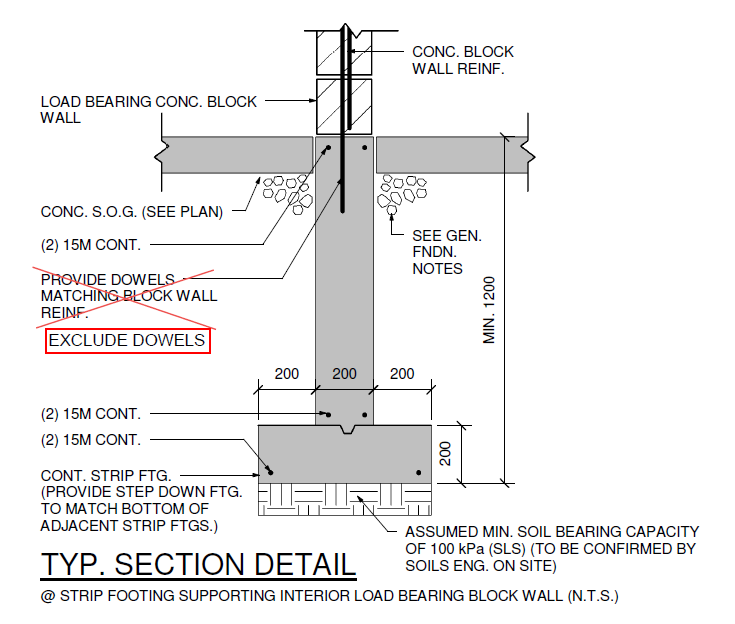 CONC. BLOCK
WALL REINF.
LOAD BEARING CONC. BLOCK
WALL
CONC. S.O.G. (SEE PLAN)
(2) 15M CONT.
SEE GEN.
FNDN.
NOTES
PROVIDE DOWELS
MATCHING BLOCK WALL
REINF.
EXCLUDE DOWELS
MIN. 1200
200
200
200
(2) 15M CONT.
(2) 15M CONT.
200
CONT. STRIP FTG.
(PROVIDE STEP DOWN FTG.
TO MATCH BOTTOM OF
ADJACENT STRIP FTGS.)
ASSUMED MIN. SOIL BEARING CAPACITY
OF 100 kPa (SLS) (TO BE CONFIRMED BY
SOILS ENG. ON SITE)
TYP. SECTION DETAIL
@ STRIP FOOTING SUPPORTING INTERIOR LOAD BEARING BLOCK WALL (N.T.S.)